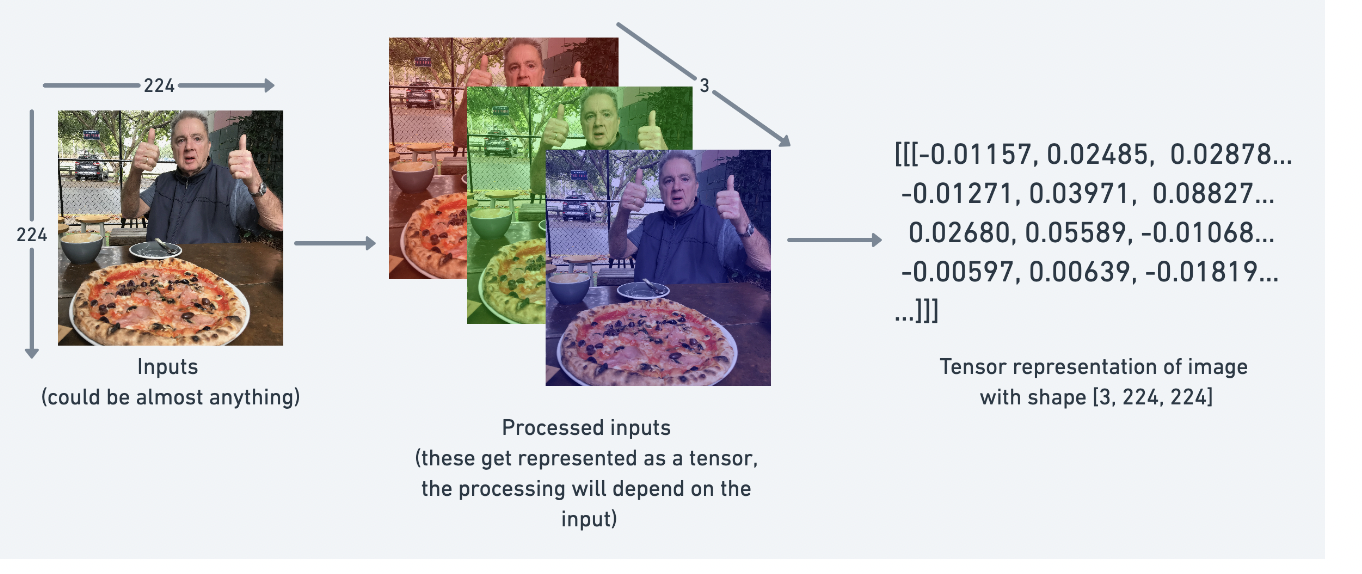 224
224
Inputs
(could be almost anything)
3
Processed inputs
(these get represented as a tensor,
the processing will depend on the
input)
[[[-0.01157, 0.02485, 0.02878...
-0.01271, 0.03971, 0.08827...
0.02680, 0.05589, -0.01068...
-0.00597, 0.00639, -0.01819...
...]]]
Tensor representation of image
with shape [3, 224, 224]